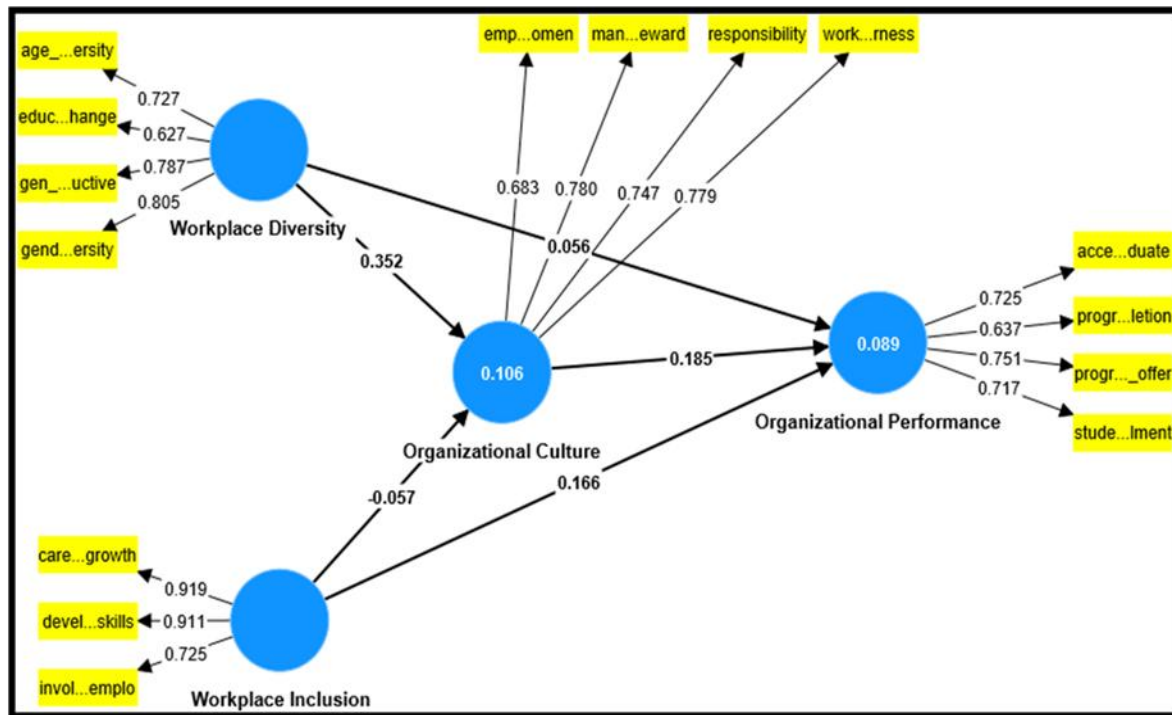 age_...ersity
educ...hange
gen_...uctive
gend...ersity
0.727
0.627
0.787
0.805
Workplace Diversity
emp...omen
man...eward
responsibility
work...rness
0.683
0.780
0.747
0.779
0.352
0.056
0.106
Organizational Culture
0.185
0.089
Organizational Performance
0.725
0.637
0.751
0.717
acce...duate
progr...letion
progr..._offer
stude...lment
-0.057
0.166
care...growth
devel...skills
invol...emplo
0.919
0.911
0.725
Workplace Inclusion